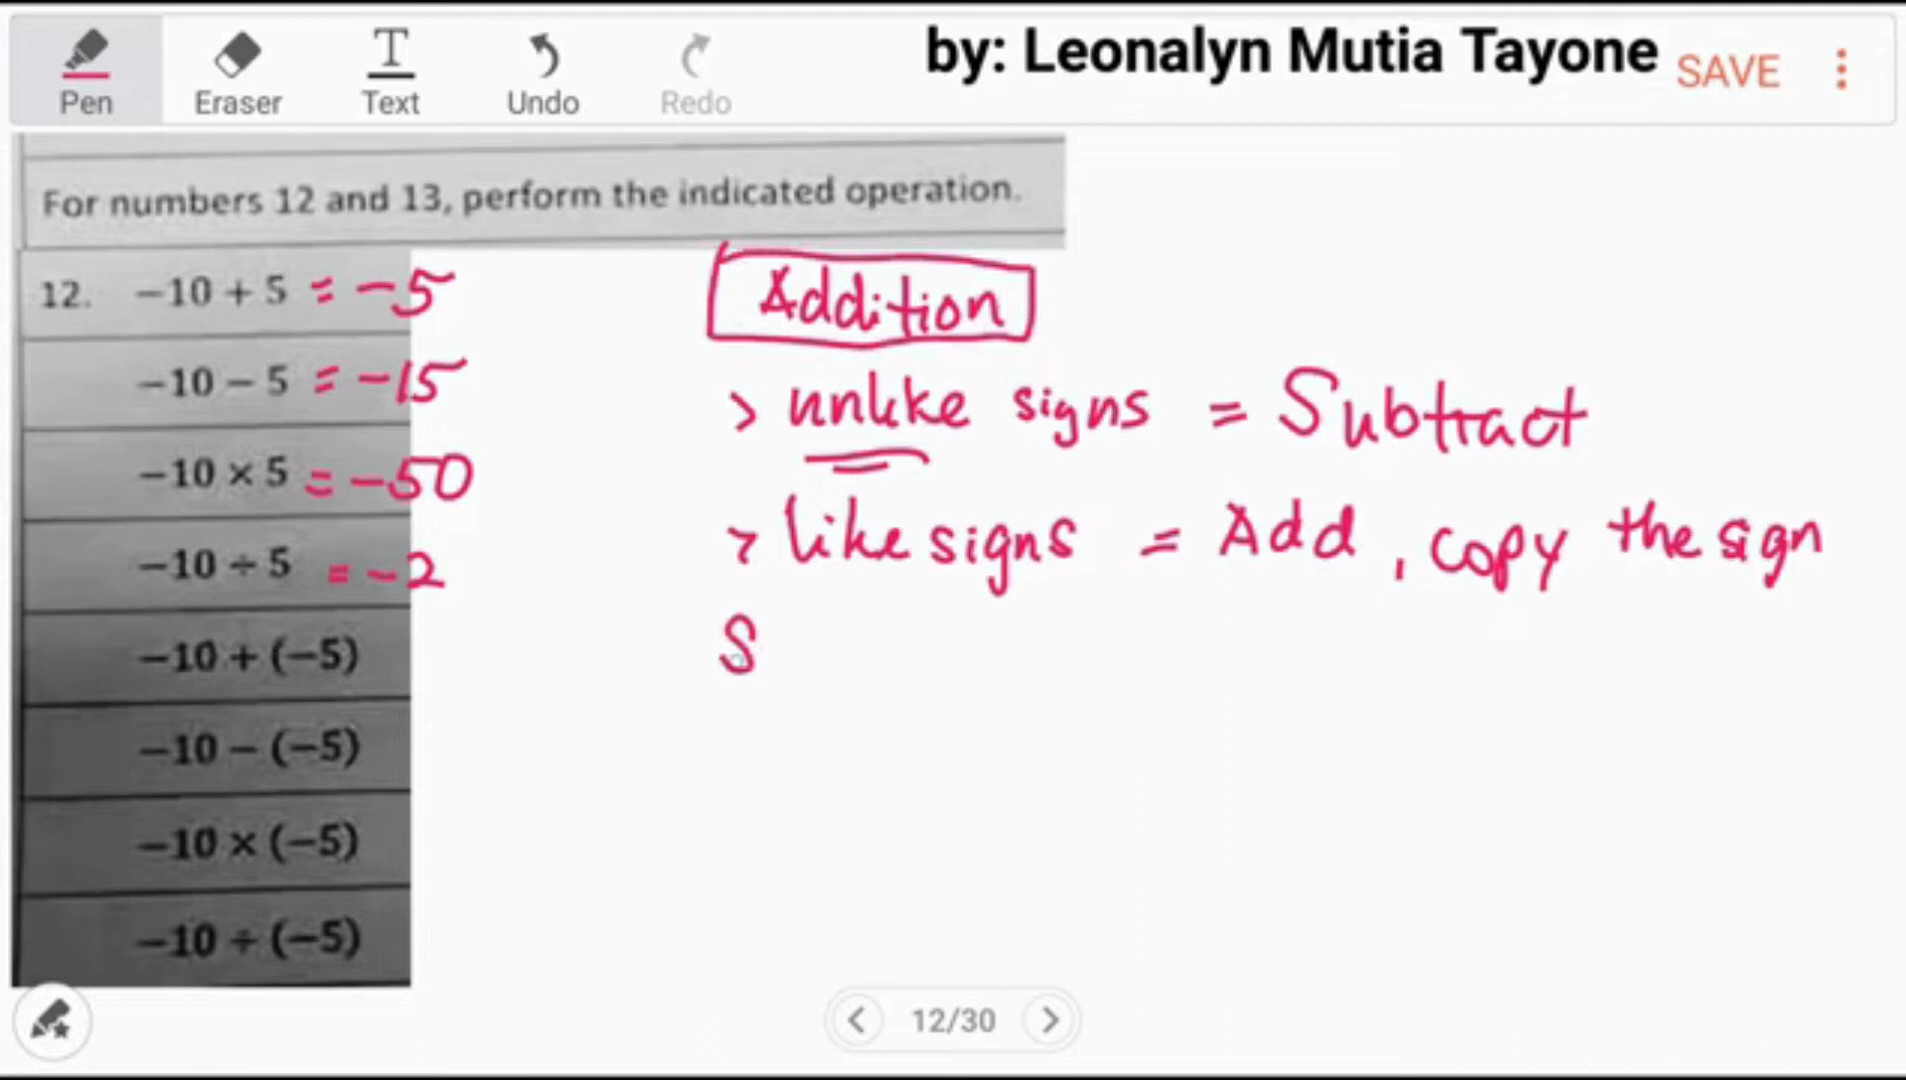 by: Leonalyn Mutia Tayone
SAVE
Pen
Eraser
Text
Undo
Redo
For numbers 12 and 13, perform the indicated operation.
12. −10 + 5 = -5
−10 − 5 = -15
−10 × 5 = -50
−10 ÷ 5 = -2
−10 + (−5)
−10 − (−5)
−10 × (−5)
−10 ÷ (−5)
Addition
> unlike signs = Subtract
> like signs = Add, copy the sign
S
12/30